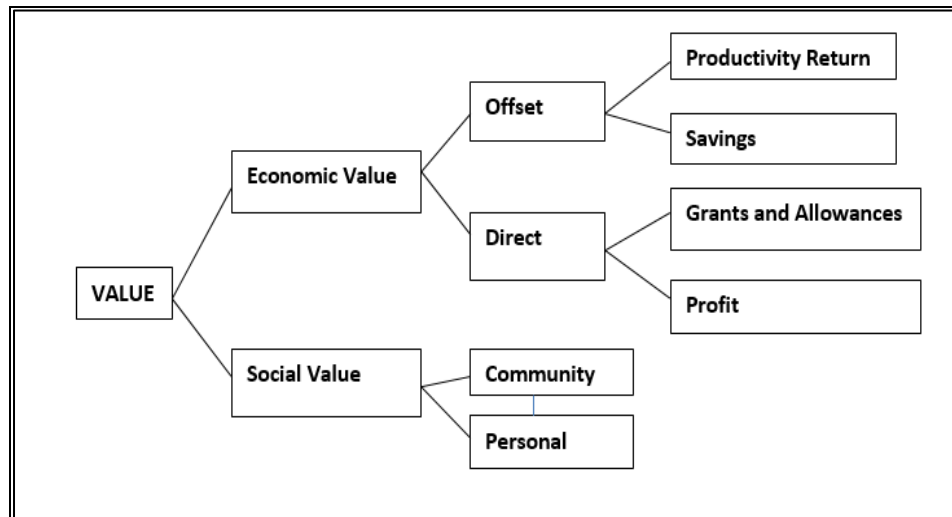 Productivity Return
Offset
Savings
Economic Value
Grants and Allowances
Direct
VALUE
Profit
Social Value
Community
Personal